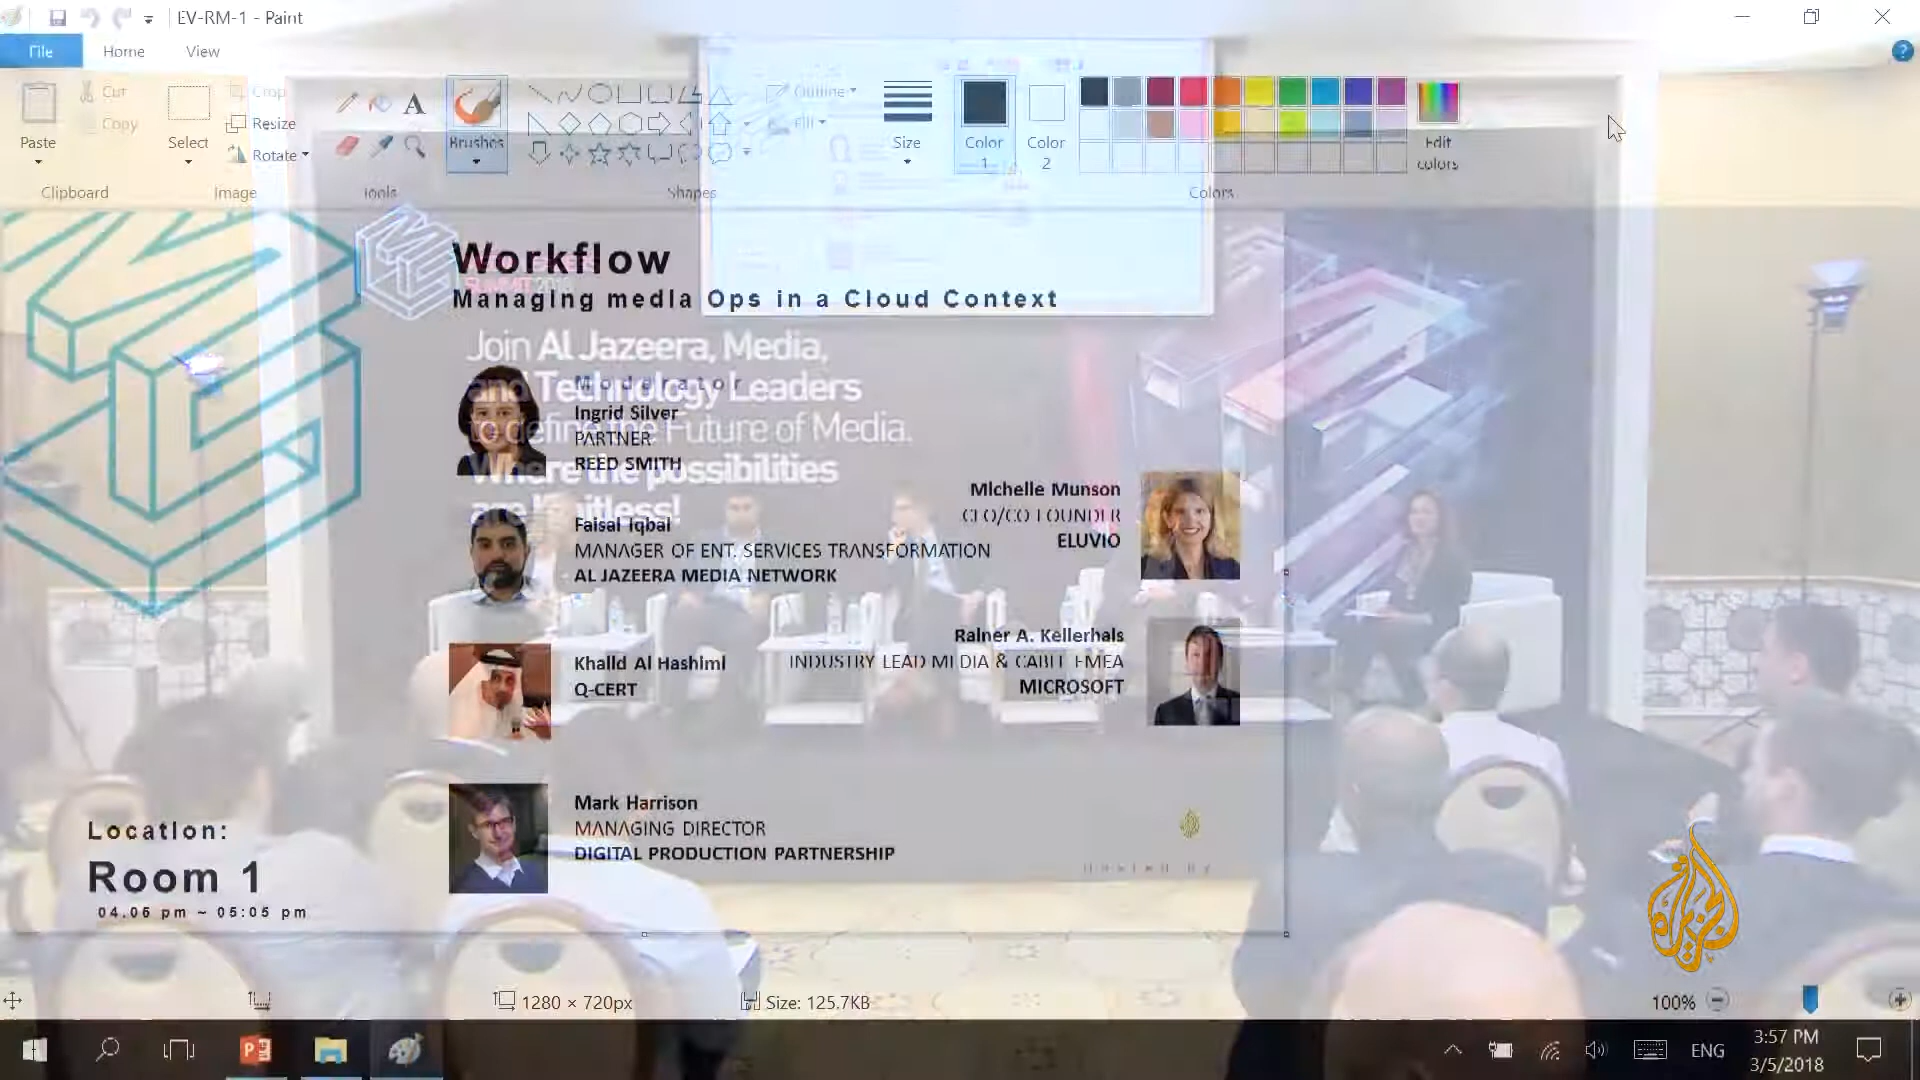 EV-RM-1 - Paint
File
Home
View
Paste
Cut
Copy
Clipboard
Select
Crop
Resize
Rotate
Image
A
Tools
Brushes
Shapes
Outline
Fill
Size
Color
1
Color
2
Colors
Edit
colors
Workflow
SUMMIT 2018
Managing media Ops in a Cloud Context
Join Al Jazeera, Media,
and Technology Leaders
to define the Future of Media.
Where the possibilities
are limitless!
Moderator
Ingrid Silver
PARTNER
REED SMITH
Faisal Iqbal
MANAGER OF ENT. SERVICES TRANSFORMATION
AL JAZEERA MEDIA NETWORK
Michelle Munson
CEO/CO FOUNDER
ELUVIO
Khalid Al Hashimi
Q-CERT
Rainer A. Kellerhals
INDUSTRY LEAD MEDIA & CABLE EMEA
MICROSOFT
Mark Harrison
MANAGING DIRECTOR
DIGITAL PRODUCTION PARTNERSHIP
Hosted By
Location:
Room 1
04.05 pm ~ 05:05 pm
الجزيرة
1280 × 720px
Size: 125.7KB
100%
ENG
3:57 PM
3/5/2018